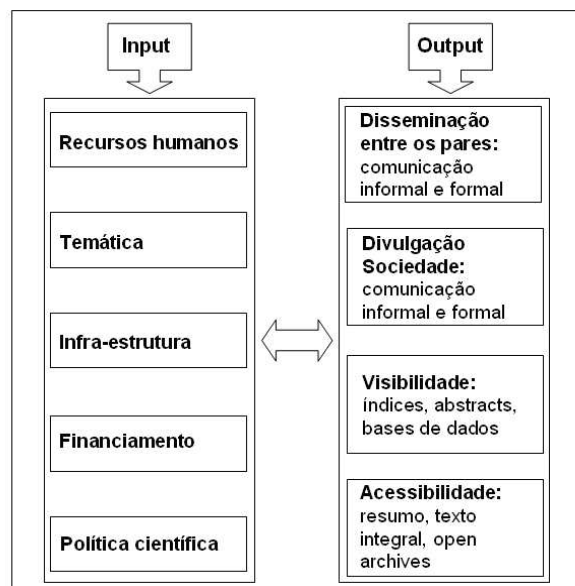 Input
Recursos humanos
Temática
Infra-estrutura
Financiamento
Política científica
Output
Disseminação
entre os pares:
comunicação
informal e formal
Divulgação
Sociedade:
comunicação
informal e formal
Visibilidade:
índices, abstracts,
bases de dados
Acessibilidade:
resumo, texto
integral, open
archives